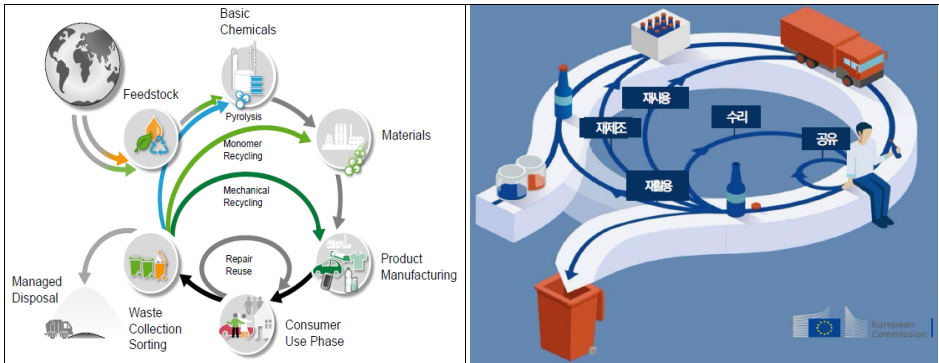 Basic
Chemicals
Feedstock
Pyrolysis
Monomer
Recycling
Materials
Mechanical
Recycling
Repair
Reuse
Product
Manufacturing
Managed
Disposal
Waste
Collection
Sorting
Consumer
Use Phase
재사용
재제조
수리
공유
재활용
European
Commission